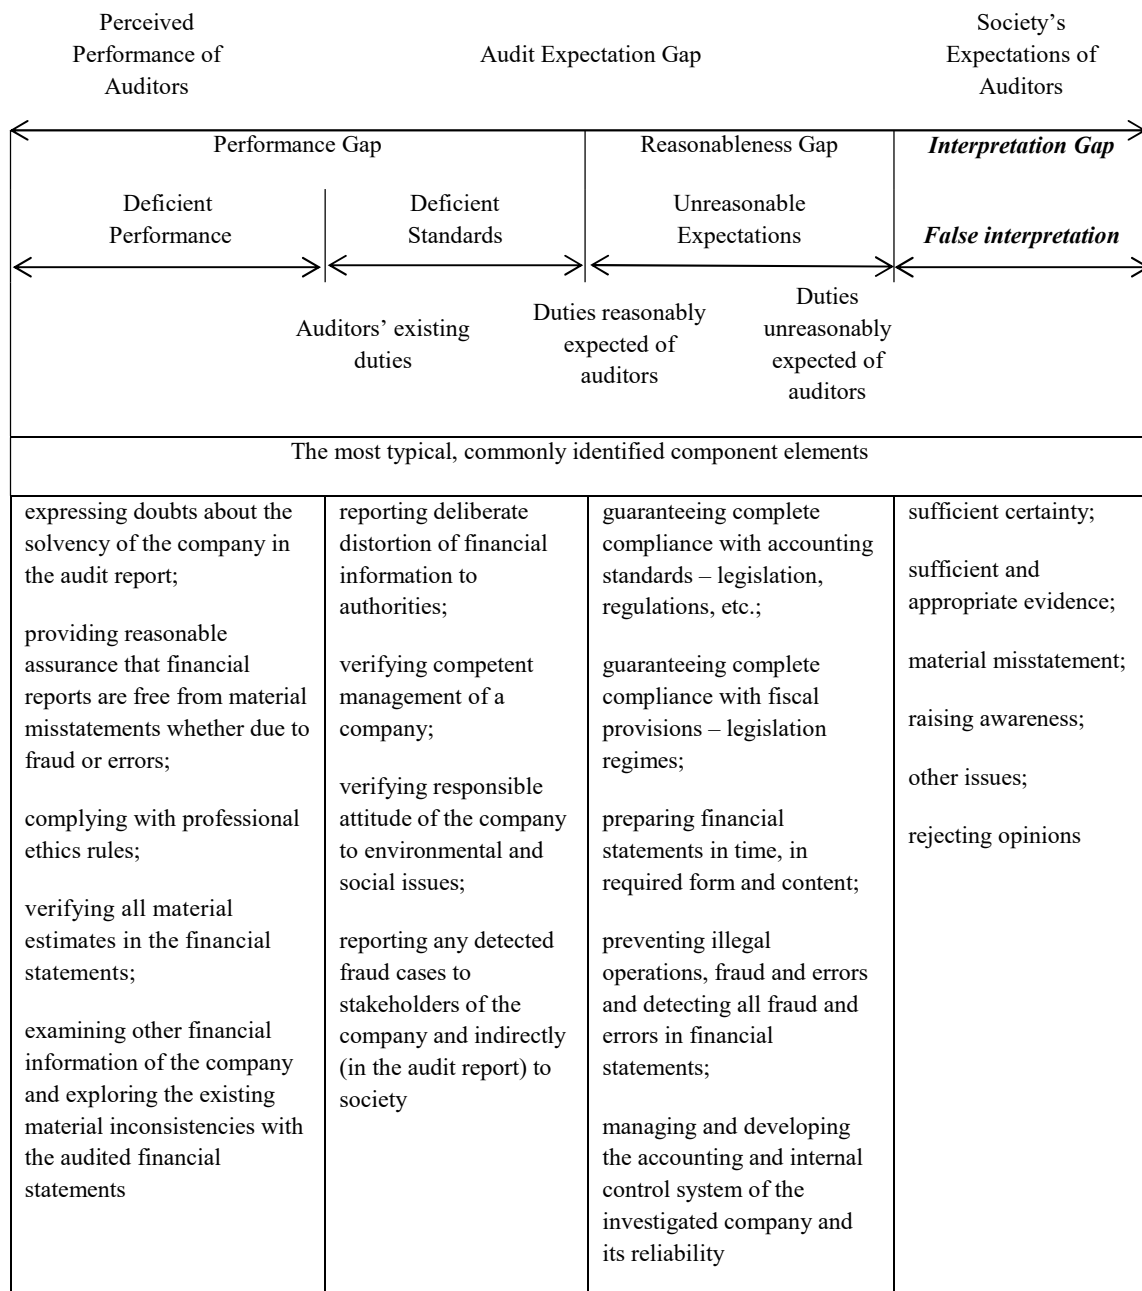 Perceived
Performance of
Auditors
Audit Expectation Gap
Society’s
Expectations of
Auditors
Performance Gap
Reasonableness Gap
Interpretation Gap
Deficient
Performance
Deficient
Standards
Unreasonable
Expectations
False interpretation
Auditors’ existing
duties
Duties reasonably
expected of
auditors
Duties
unreasonably
expected of
auditors
The most typical, commonly identified component elements
expressing doubts about the
solvency of the company in
the audit report;
providing reasonable
assurance that financial
reports are free from material
misstatements whether due to
fraud or errors;
complying with professional
ethics rules;
verifying all material
estimates in the financial
statements;
examining other financial
information of the company
and exploring the existing
material inconsistencies with
the audited financial
statements
reporting deliberate
distortion of financial
information to
authorities;
verifying competent
management of a
company;
verifying responsible
attitude of the company
to environmental and
social issues;
reporting any detected
fraud cases to
stakeholders of the
company and indirectly
(in the audit report) to
society
guaranteeing complete
compliance with accounting
standards – legislation,
regulations, etc.;
guaranteeing complete
compliance with fiscal
provisions – legislation
regimes;
preparing financial
statements in time, in
required form and content;
preventing illegal
operations, fraud and errors
and detecting all fraud and
errors in financial
statements;
managing and developing
the accounting and internal
control system of the
investigated company and
its reliability
sufficient certainty;
sufficient and
appropriate evidence;
material misstatement;
raising awareness;
other issues;
rejecting opinions